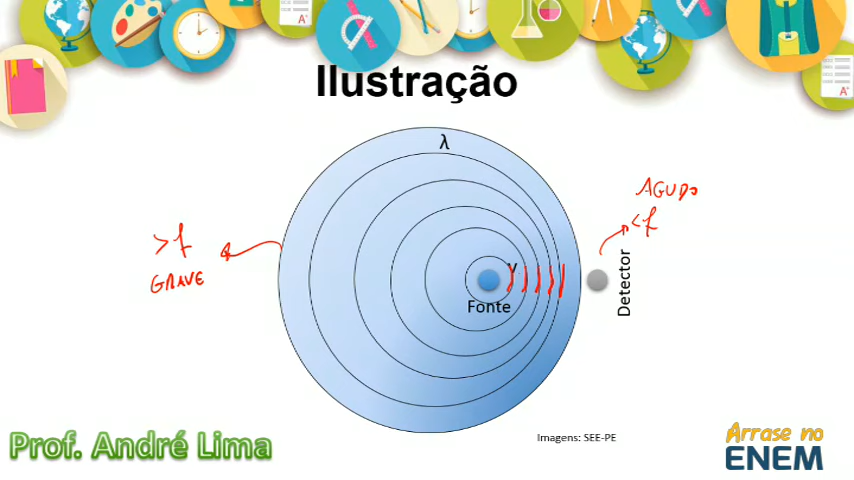 A+
A+
Ilustração
λ
AGUDO
<f
>f
GRAVE
v
Fonte
Detector
Imagens: SEE-PE
Prof. André Lima
Arrase no
ENEM